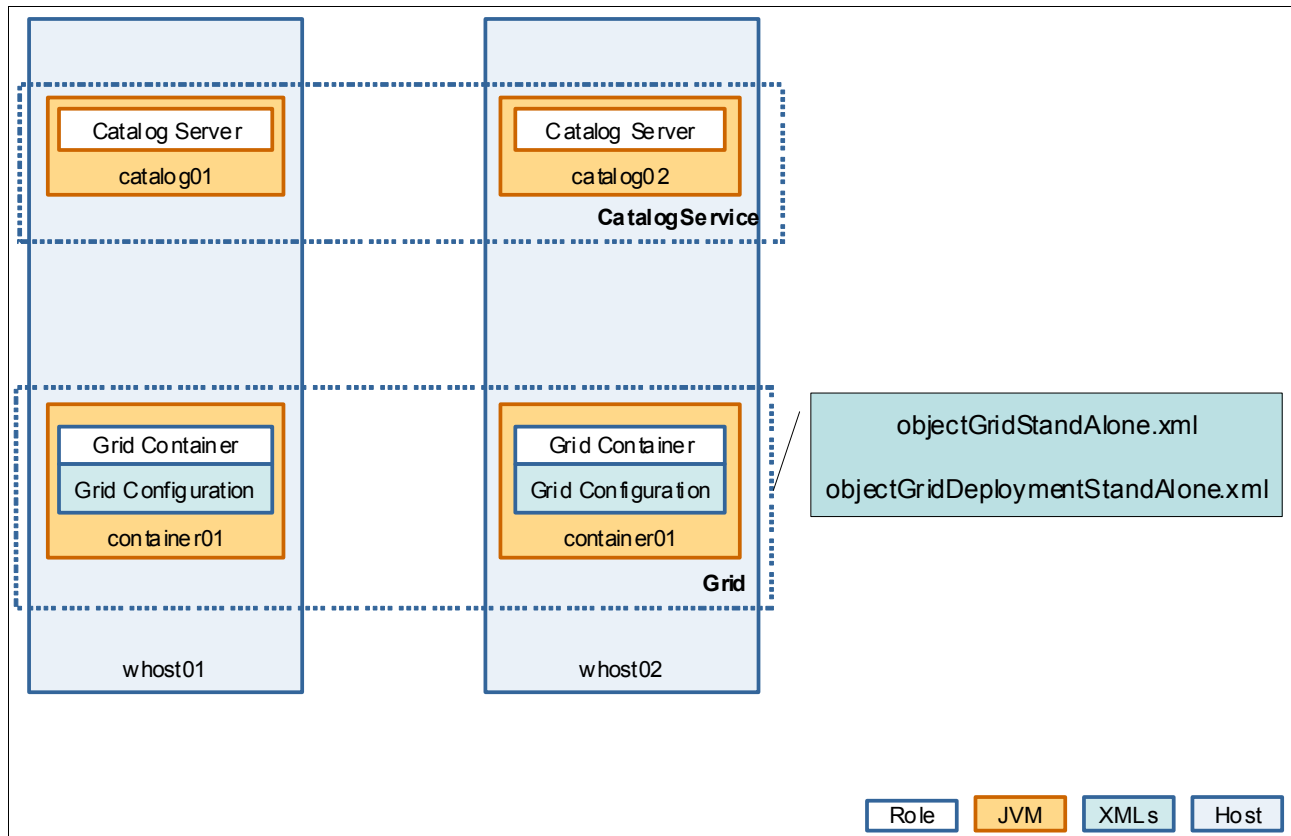 Catalog Server
catalog01
Catalog Server
catalog02
CatalogService
Grid Container
Grid Configuration
container01
Grid Container
Grid Configuration
container01
Grid
objectGridStandAlone.xml
objectGridDeploymentStandAlone.xml
whost01
whost02
Role
JVM
XMLs
Host